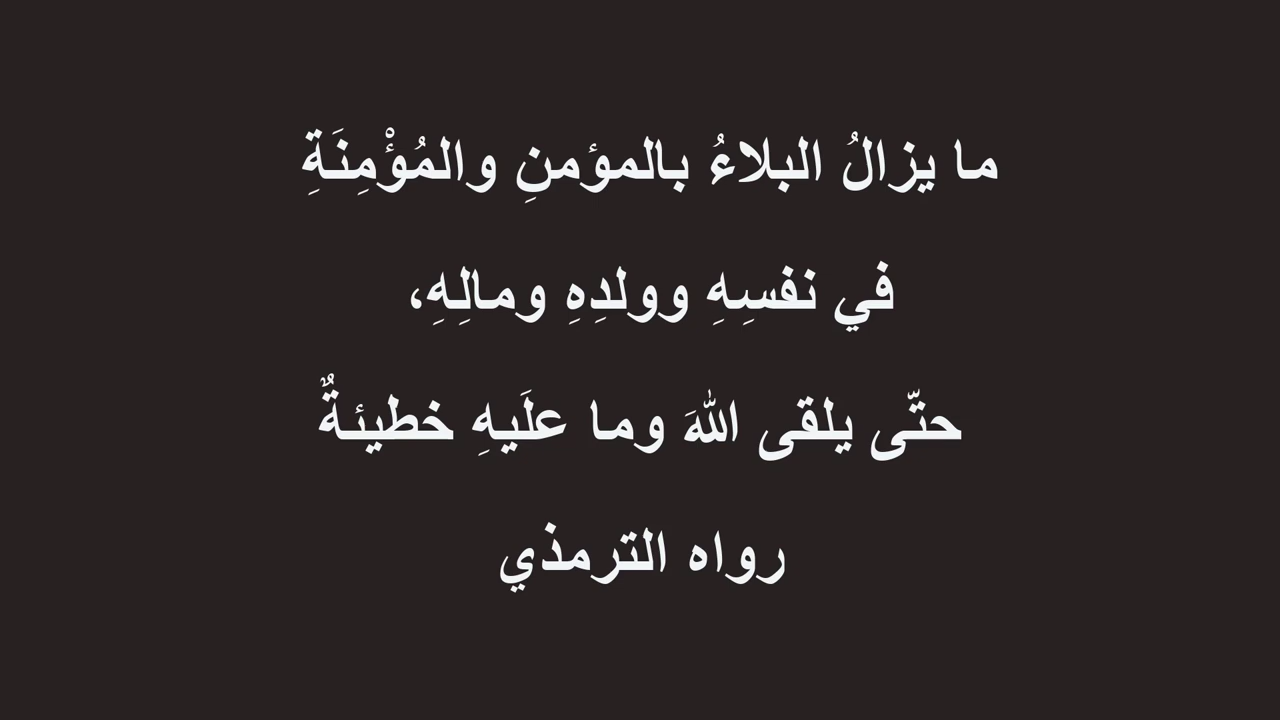 ما يزالُ البلاءُ بالمؤمنِ والمُؤْمِنَةِ
في نفسِهِ وولدِهِ ومالِهِ،
حتّى يلقى اللهَ وما علَيهِ خطيئةٌ
رواه الترمذي